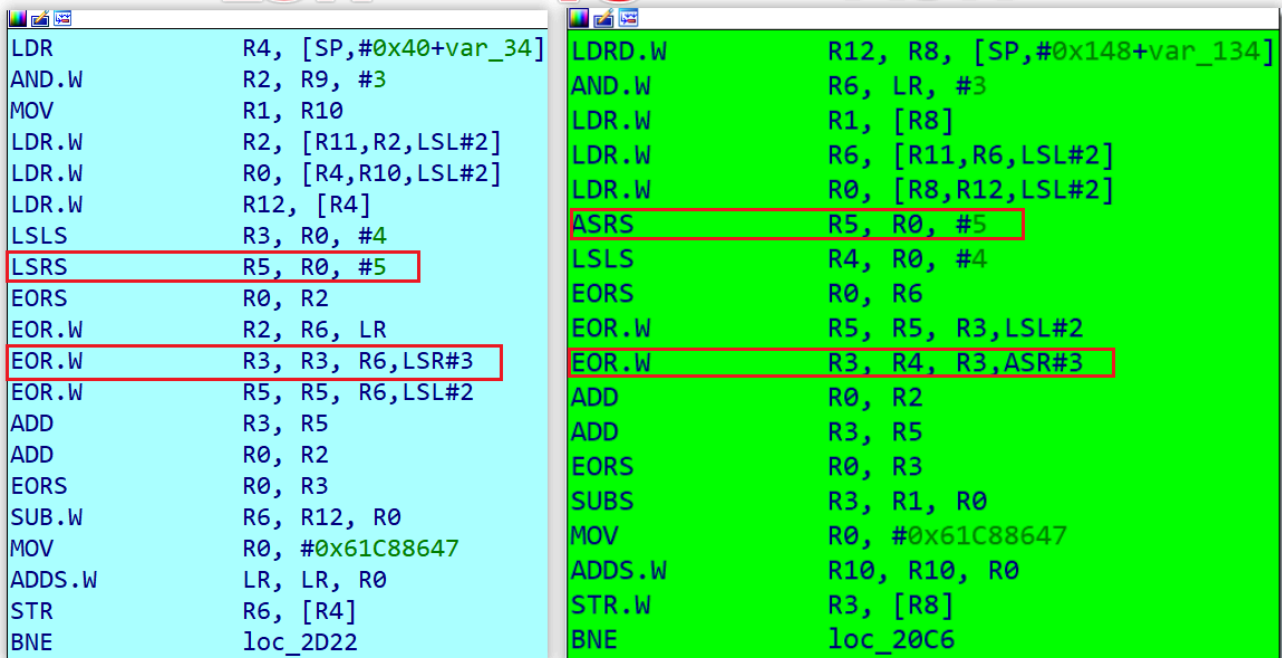 LDR R4, [SP,#0x40+var_34]
AND.W R2, R9, #3
MOV R1, R10
LDR.W R2, [R11,R2,LSL#2]
LDR.W R0, [R4,R10,LSL#2]
LDR.W R12, [R4]
LSLS R3, R0, #4
LSRS R5, R0, #5
EORS R0, R2
EOR.W R2, R6, LR
EOR.W R3, R3, R6,LSR#3
EOR.W R5, R5, R6,LSL#2
ADD R3, R5
ADD R0, R2
EORS R0, R3
SUB.W R6, R12, R0
MOV R0, #0x61C88647
ADDS.W LR, LR, R0
STR R6, [R4]
BNE loc_2D22
LDRD.W R12, R8, [SP,#0x148+var_134]
AND.W R6, LR, #3
LDR.W R1, [R8]
LDR.W R6, [R11,R6,LSL#2]
LDR.W R0, [R8,R12,LSL#2]
ASRS R5, R0, #5
LSLS R4, R0, #4
EORS R0, R6
EOR.W R5, R5, R3,LSL#2
EOR.W R3, R4, R3,ASR#3
ADD R0, R2
ADD R3, R5
EORS R0, R3
SUBS R3, R1, R0
MOV R0, #0x61C88647
ADDS.W R10, R10, R0
STR.W R3, [R8]
BNE loc_20C6